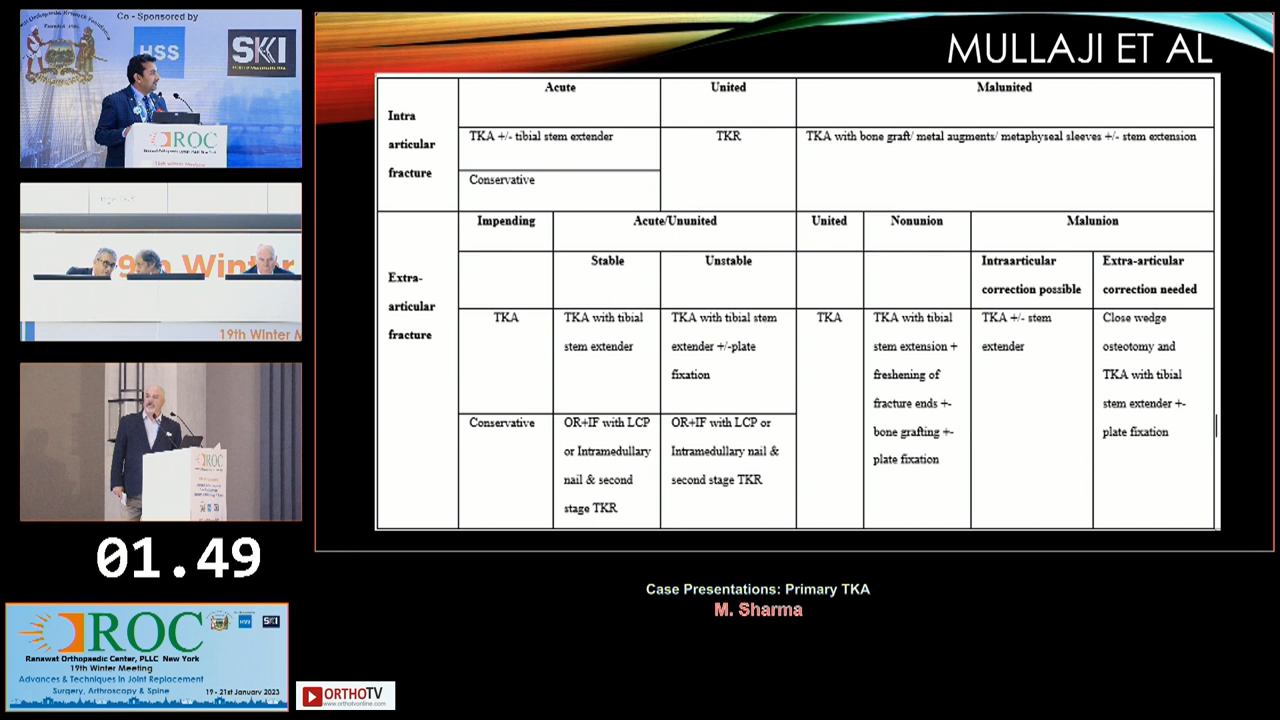 Co - Sponsored by
HSS
SKI
ROC
19th Winter
19th Winter M
ROC
01.49
ROC
HSS
SKI
Ranawat Orthopaedic Center, PLLC New York
19th Winter Meeting
Advances & Techniques in Joint Replacement
Surgery, Arthroscopy & Spine
19 - 21st January 2023
ORTHOTV
www.orthotvonline.com
MULLAJI ET AL
Intra articular fracture
Acute
United
Malunited
TKA +/- tibial stem extender
TKR
TKA with bone graft/ metal augments/ metaphyseal sleeves +/- stem extension
Conservative
Extra-articular fracture
Impending
Acute/Ununited
United
Nonunion
Malunion
Stable
Unstable
Intraarticular correction possible
Extra-articular correction needed
TKA
TKA with tibial stem extender
TKA with tibial stem extender +/-plate fixation
TKA
TKA with tibial stem extension + freshening of fracture ends +- bone grafting +- plate fixation
TKA +/- stem extender
Close wedge osteotomy and TKA with tibial stem extender +- plate fixation
Conservative
OR+IF with LCP or Intramedullary nail & second stage TKR
OR+IF with LCP or Intramedullary nail & second stage TKR
Case Presentations: Primary TKA
M. Sharma